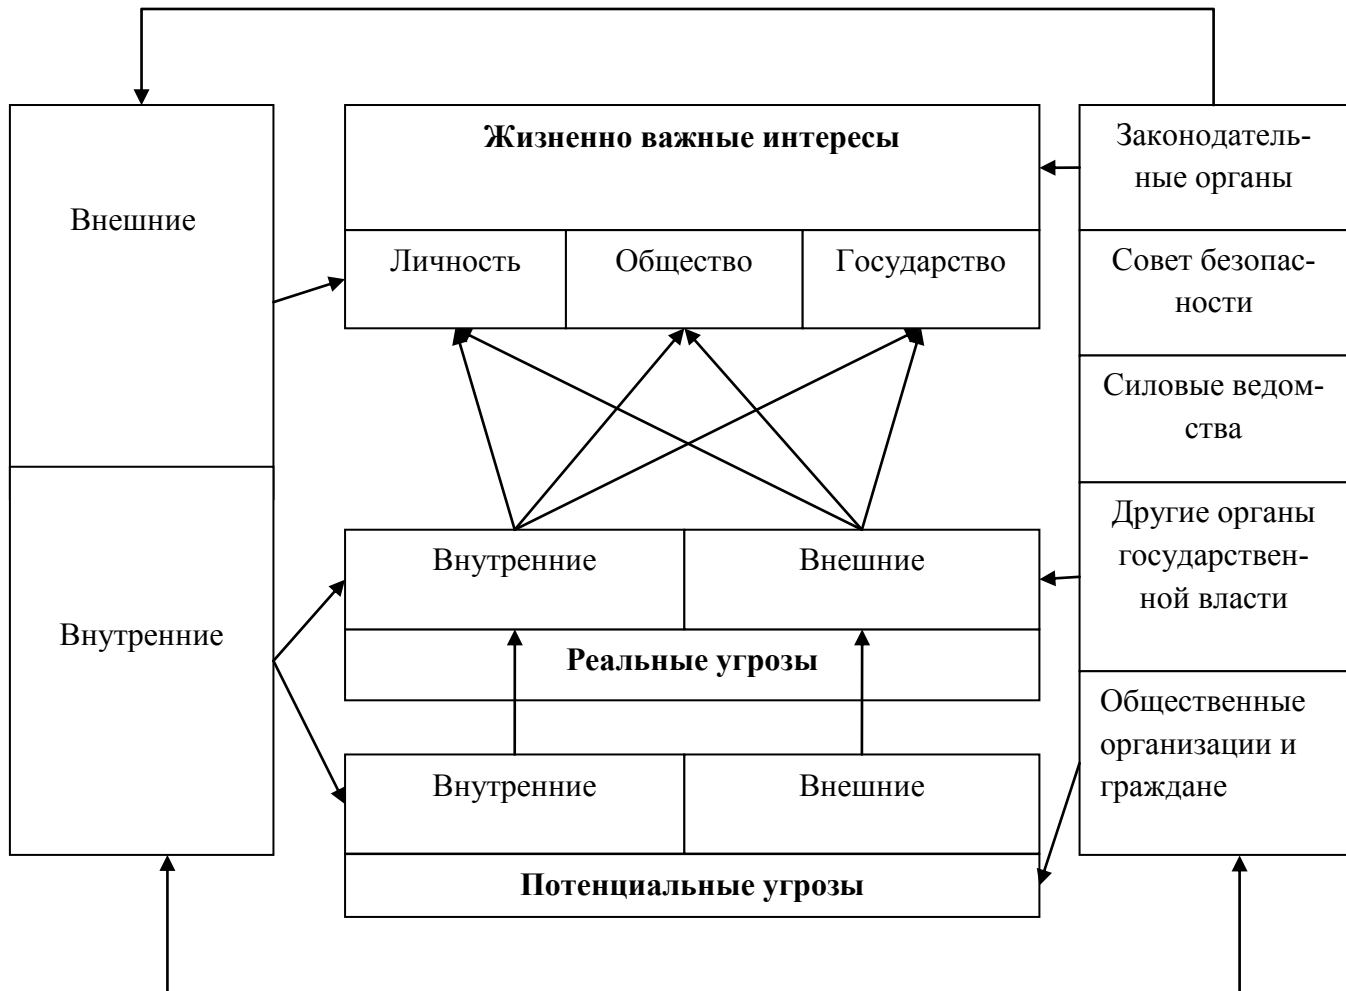 Внешние
Внутренние
Жизненно важные интересы
Личность
Общество
Государство
Внутренние
Внешние
Реальные угрозы
Внутренние
Внешние
Потенциальные угрозы
Законодатель-
ные органы
Совет безопас-
ности
Силовые ведом-
ства
Другие органы
государствен-
ной власти
Общественные
организации и
граждане